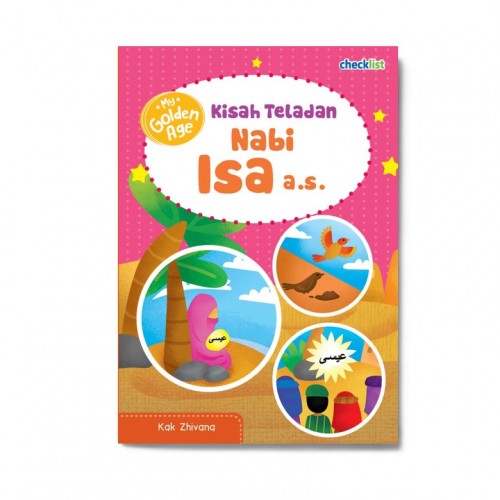 checklist
My
Golden
Age
Kisah Teladan
Nabi
Isa a.s.
عيسى
عيسى
Kak Zhivana